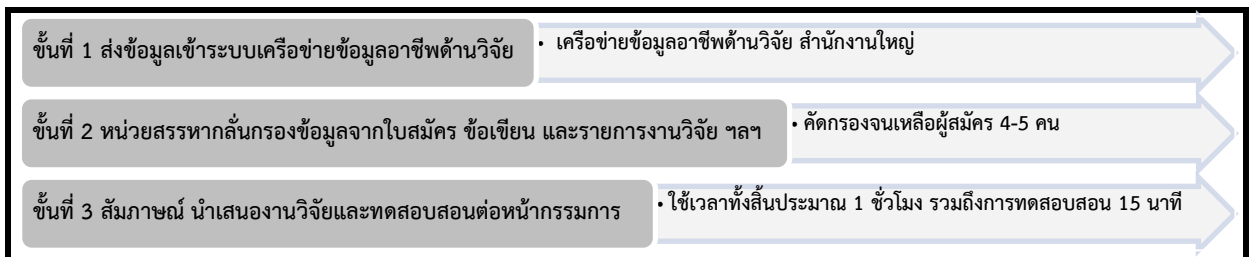 ขั้นที่ 1 ส่งข้อมูลเข้าระบบเครือข่ายข้อมูลอาชีพด้านวิจัย
• เครือข่ายข้อมูลอาชีพด้านวิจัย สำนักงานใหญ่
ขั้นที่ 2 หน่วยสรรหากลั่นกรองข้อมูลจากใบสมัคร ข้อเขียน และรายการงานวิจัย ฯลฯ
• คัดกรองจนเหลือผู้สมัคร 4-5 คน
ขั้นที่ 3 สัมภาษณ์ นำเสนองานวิจัยและทดสอบสอนต่อหน้ากรรมการ
• ใช้เวลาทั้งสิ้นประมาณ 1 ชั่วโมง รวมถึงการทดสอบสอน 15 นาที